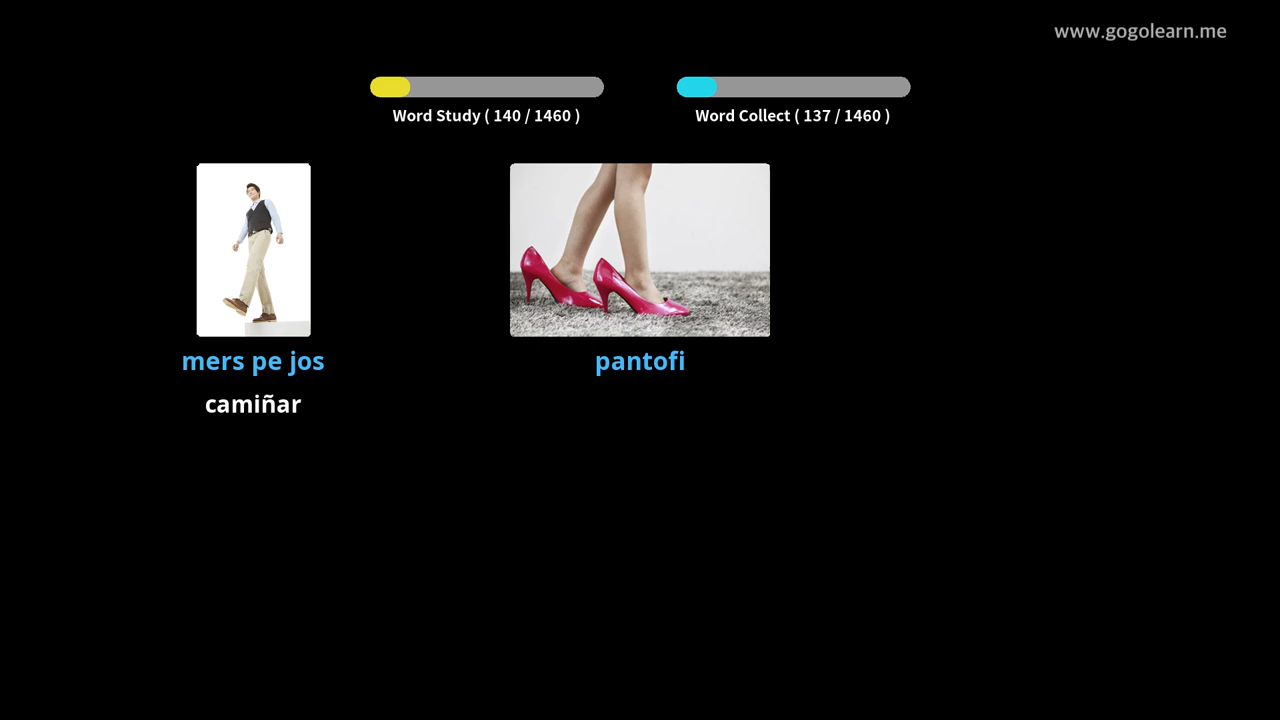 www.gogolearn.me
Word Study ( 140 / 1460 )
Word Collect ( 137 / 1460 )
mers pe jos
pantofi
camiñar